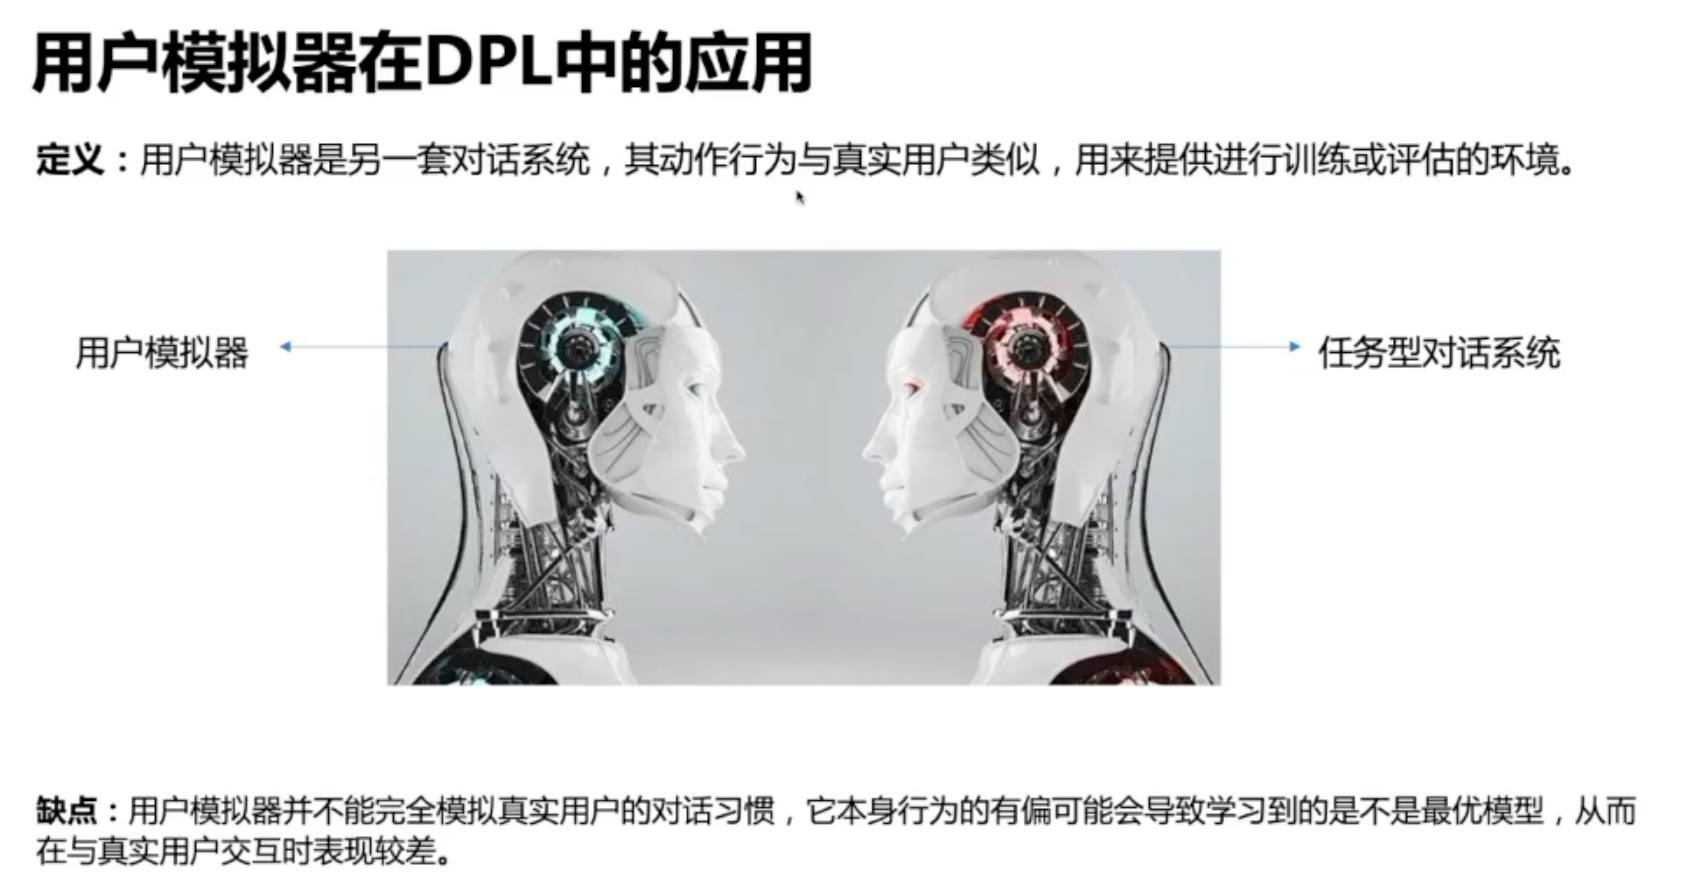 用户模拟器在DPL中的应用
定义：用户模拟器是另一套对话系统，其动作行为与真实用户类似，用来提供进行训练或评估的环境。
用户模拟器
任务型对话系统
缺点：用户模拟器并不能完全模拟真实用户的对话习惯，它本身行为的有偏可能会导致学习到的是不是最优模型，从而
在与真实用户交互时表现较差。